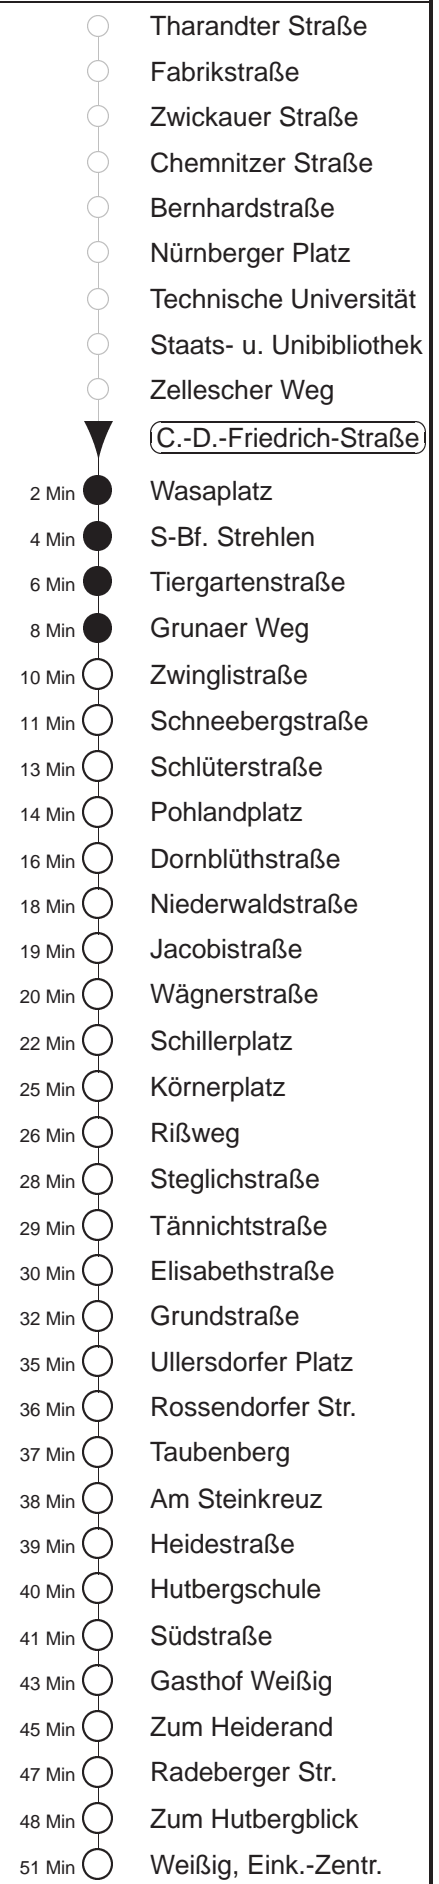 Tharandter Straße
Fabrikstraße
Zwickauer Straße
Chemnitzer Straße
Bernhardstraße
Nürnberger Platz
Technische Universität
Staats- u. Unibibliothek
Zellescher Weg
C.-D.-Friedrich-Straße
2 Min Wasaplatz
4 Min S-Bf. Strehlen
6 Min Tiergartenstraße
8 Min Grunaer Weg
10 Min Zwinglistraße
11 Min Schneebergstraße
13 Min Schlüterstraße
14 Min Pohlandplatz
16 Min Dornblüthstraße
18 Min Niederwaldstraße
19 Min Jacobistraße
20 Min Wägnerstraße
22 Min Schillerplatz
25 Min Körnerplatz
26 Min Rißweg
28 Min Steglichstraße
29 Min Tännichtstraße
30 Min Elisabethstraße
32 Min Grundstraße
35 Min Ullersdorfer Platz
36 Min Rossendorfer Str.
37 Min Taubenberg
38 Min Am Steinkreuz
39 Min Heidestraße
40 Min Hutbergschule
41 Min Südstraße
43 Min Gasthof Weißig
45 Min Zum Heiderand
47 Min Radeberger Str.
48 Min Zum Hutbergblick
51 Min Weißig, Eink.-Zentr.